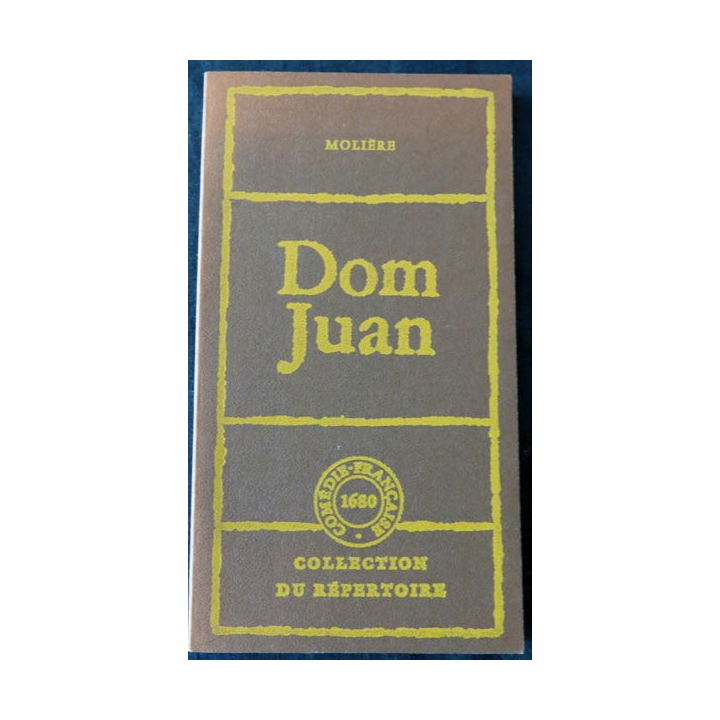 MOLIÈRE
Dom
Juan
COMÉDIE-FRANÇAISE
1680
COLLECTION
DU RÉPERTOIRE